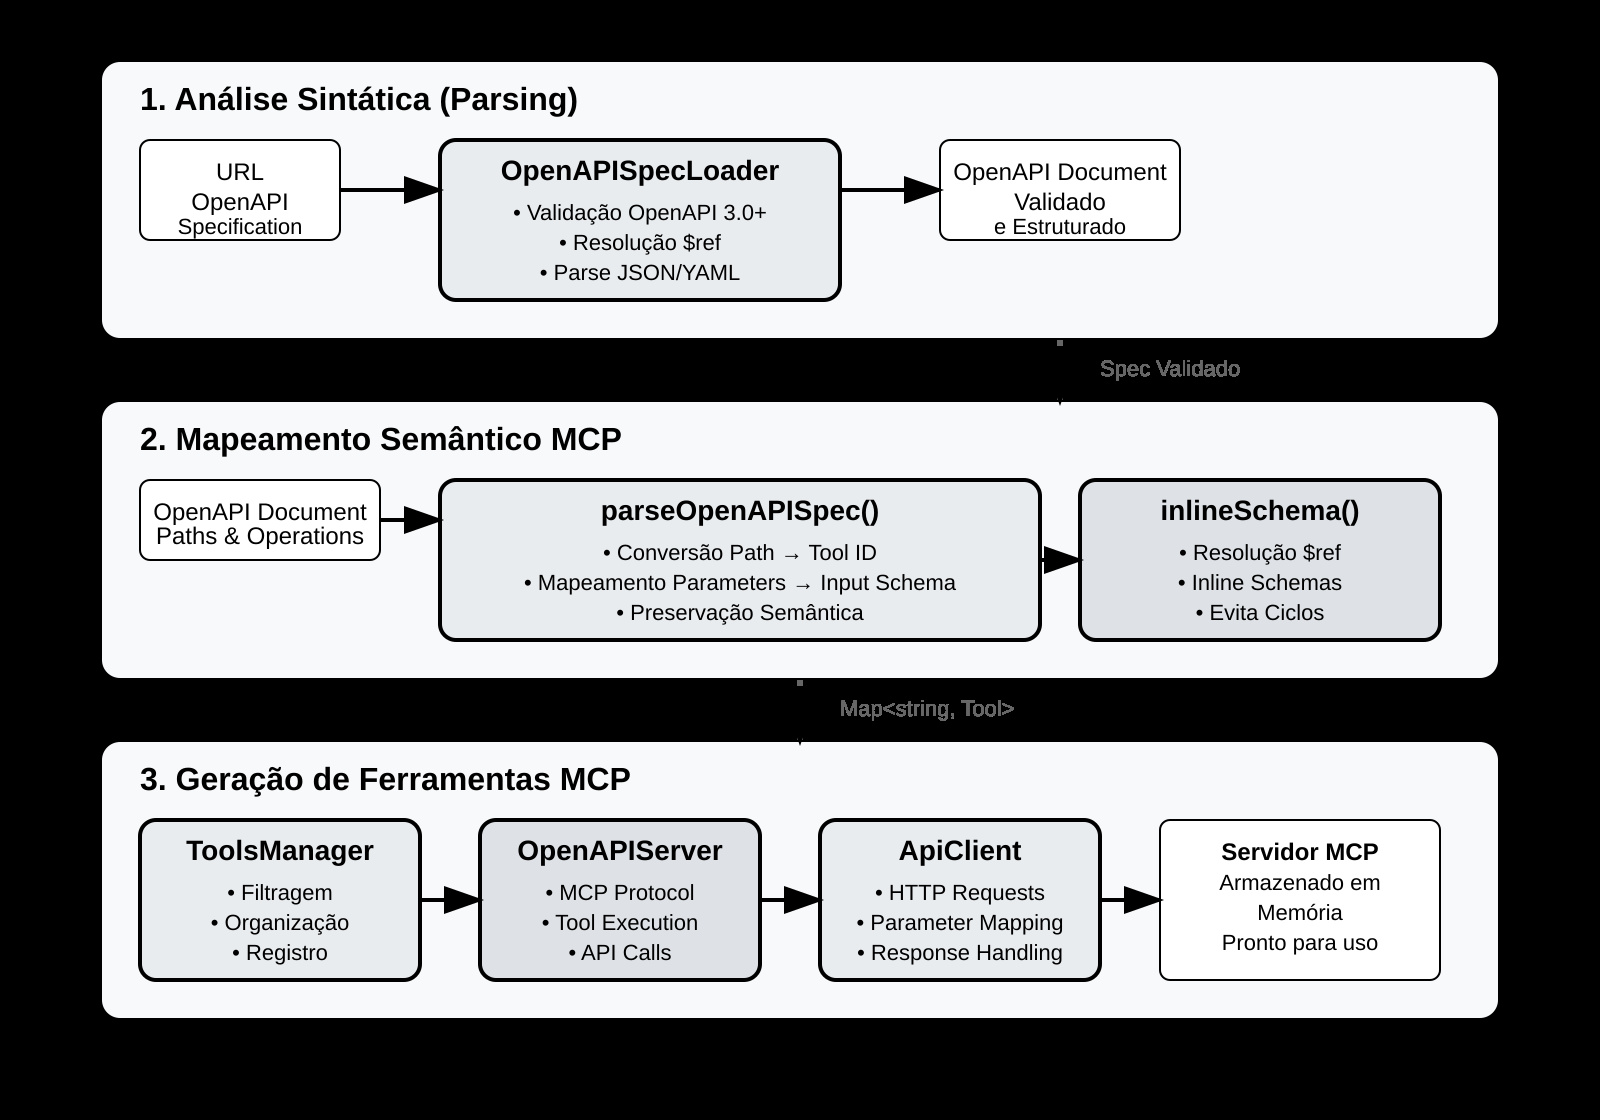 1. Análise Sintática (Parsing)
URL
OpenAPI
Specification
OpenAPISpecLoader
• Validação OpenAPI 3.0+
• Resolução $ref
• Parse JSON/YAML
OpenAPI Document
Validado
e Estruturado
Spec Validado
2. Mapeamento Semântico MCP
OpenAPI Document
Paths & Operations
parseOpenAPISpec()
• Conversão Path → Tool ID
• Mapeamento Parameters → Input Schema
• Preservação Semântica
inlineSchema()
• Resolução $ref
• Inline Schemas
• Evita Ciclos
Map<string, Tool>
3. Geração de Ferramentas MCP
ToolsManager
• Filtragem
• Organização
• Registro
OpenAPIServer
• MCP Protocol
• Tool Execution
• API Calls
ApiClient
• HTTP Requests
• Parameter Mapping
• Response Handling
Servidor MCP
Armazenado em
Memória
Pronto para uso